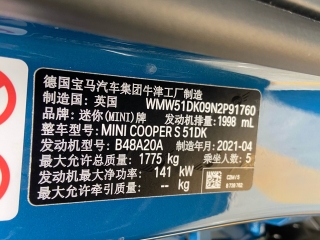 德国宝马汽车集团牛津工厂制造
制造国: 英国 WMW51DK09N2P91760
品牌: 迷你(MINI)牌 发动机排量: 1998 mL
整车型号: MINI COOPER S 51DK
发动机型号: B48A20A 制造年月: 2021-04
最大允许总质量: 1775 kg 乘坐人数: 5
发动机最大净功率: 141 kW
最大允许牵引质量: -- kg